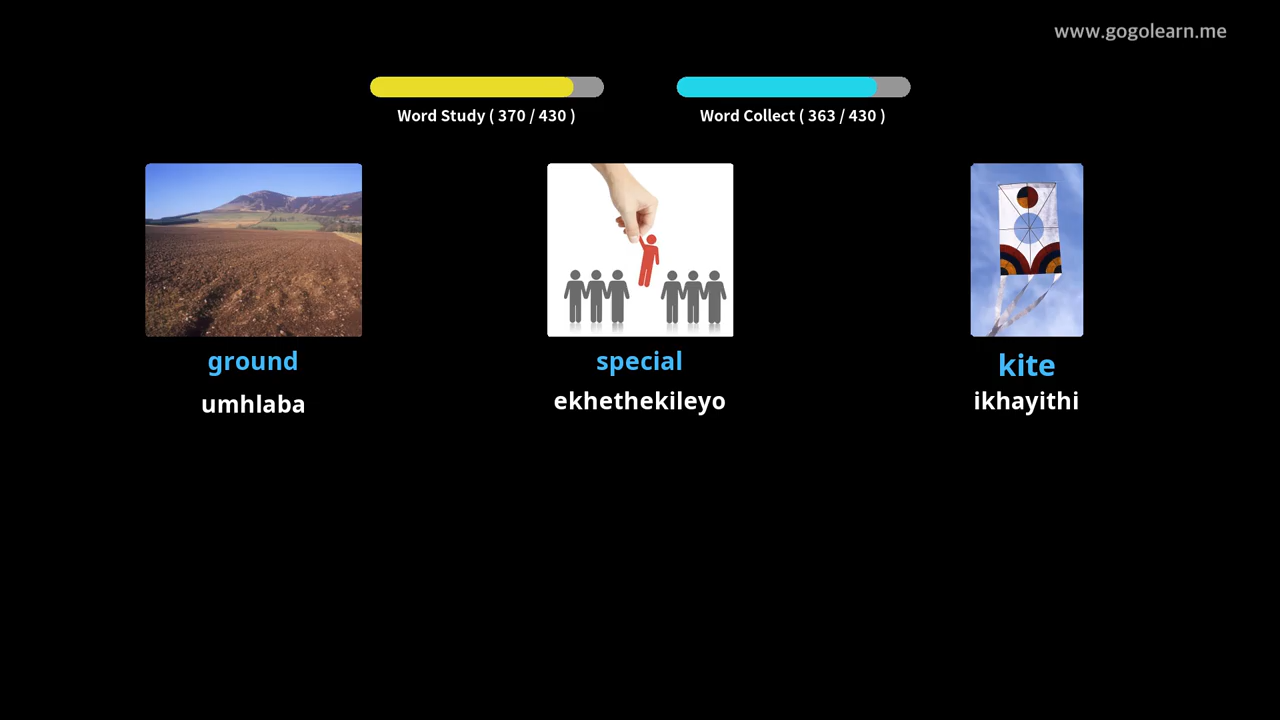 www.gogolearn.me
Word Study ( 370 / 430 )
Word Collect ( 363 / 430 )
ground
special
kite
umhlaba
ekhethekileyo
ikhayithi